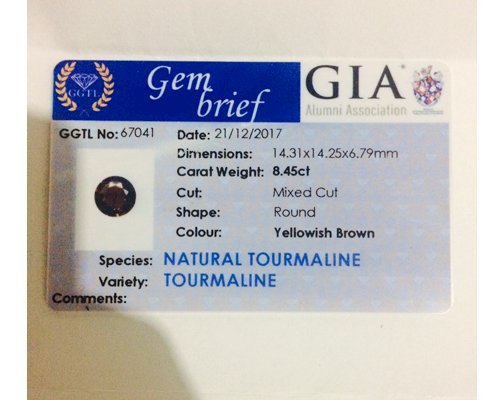 GGTL
Gem
brief
GIA®
Alumni Association
GGTL No: 67041
Date: 21/12/2017
Dimensions: 14.31x14.25x6.79mm
Carat Weight: 8.45ct
Cut: Mixed Cut
Shape: Round
Colour: Yellowish Brown
Species: NATURAL TOURMALINE
Variety: TOURMALINE
Comments: